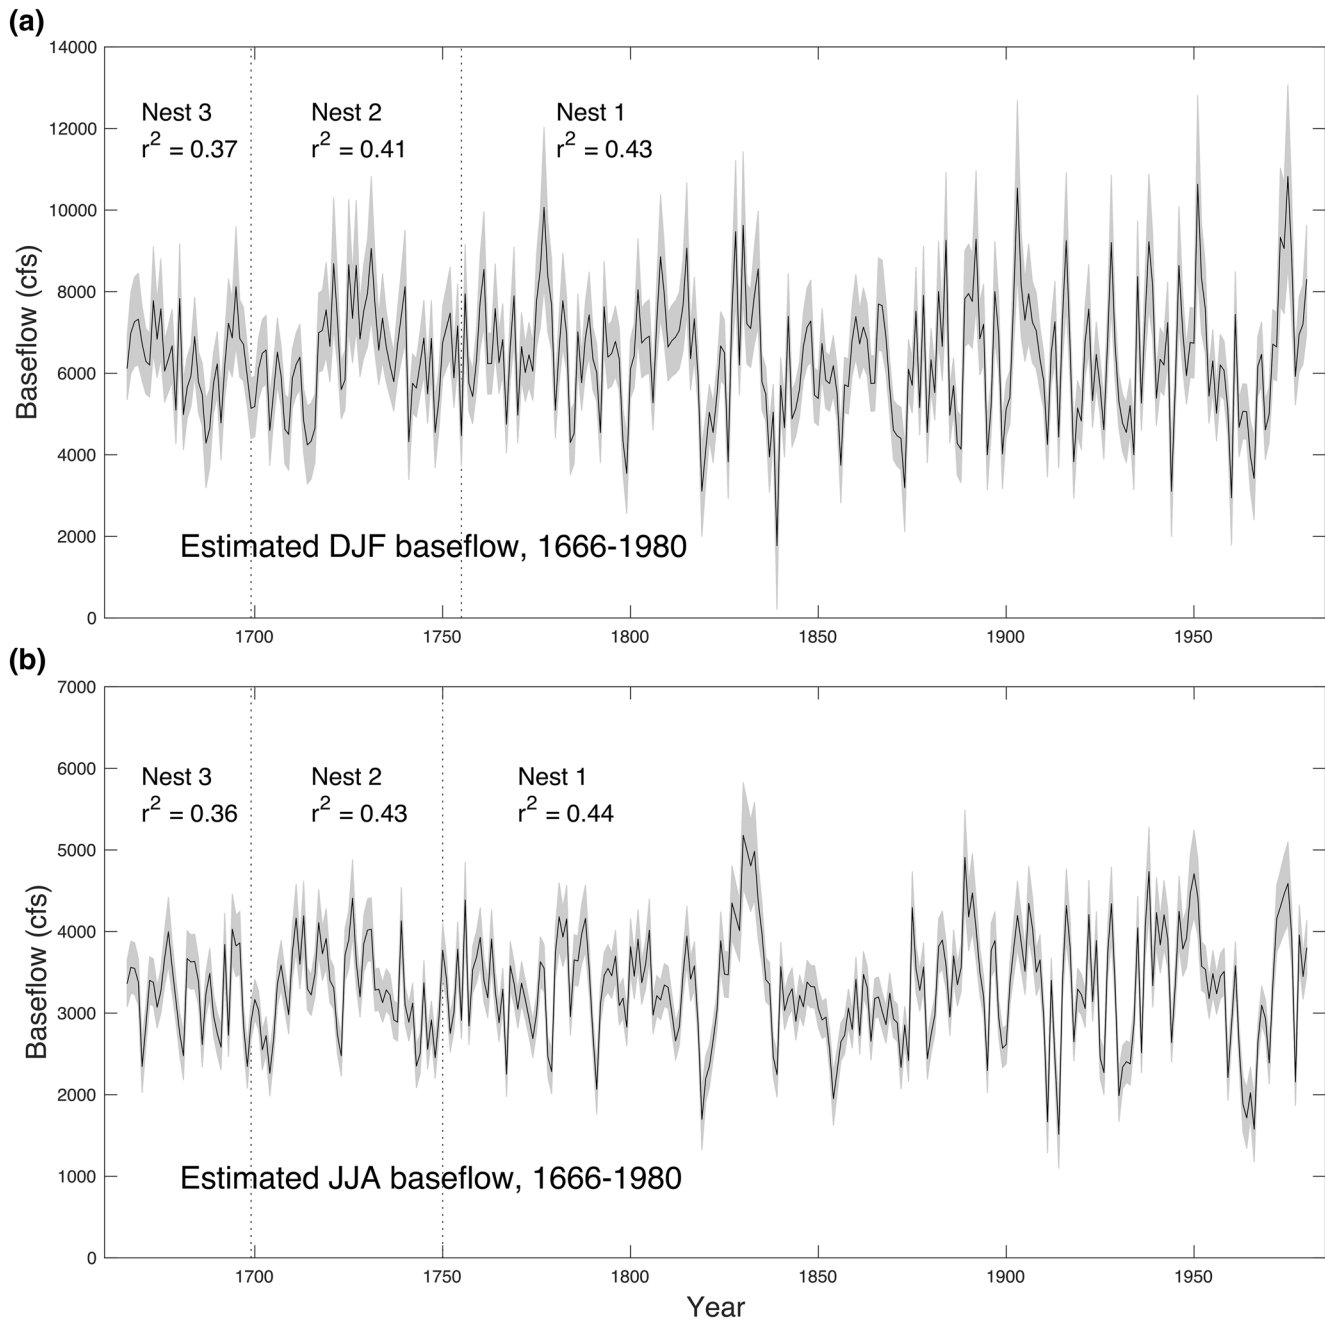 (a)
14000
12000
10000
8000
6000
4000
2000
0
Baseflow (cfs)
Nest 3
r² = 0.37
Nest 2
r² = 0.41
Nest 1
r² = 0.43
Estimated DJF baseflow, 1666-1980
1700 1750 1800 1850 1900 1950
(b)
7000
6000
5000
4000
3000
2000
1000
0
Baseflow (cfs)
Nest 3
r² = 0.36
Nest 2
r² = 0.43
Nest 1
r² = 0.44
Estimated JJA baseflow, 1666-1980
1700 1750 1800 1850 1900 1950
Year